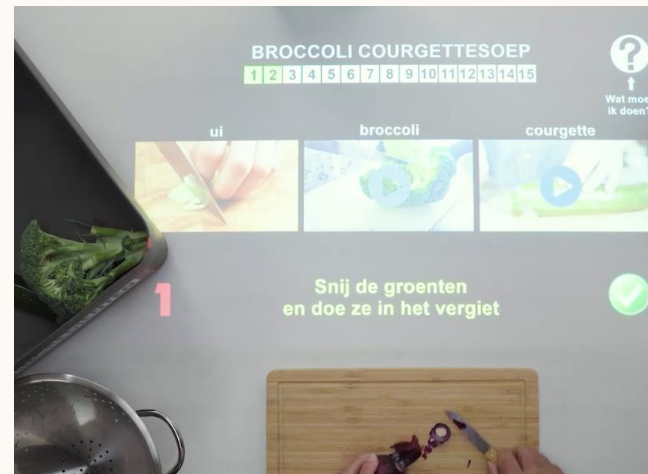 BROCCOLI COURGETTESOEP
1 2 3 4 5 6 7 8 9 10 11 12 13 14 15
?
Wat moe
ik doen?
ui
broccoli
courgette
1
Snij de groenten
en doe ze in het vergiet